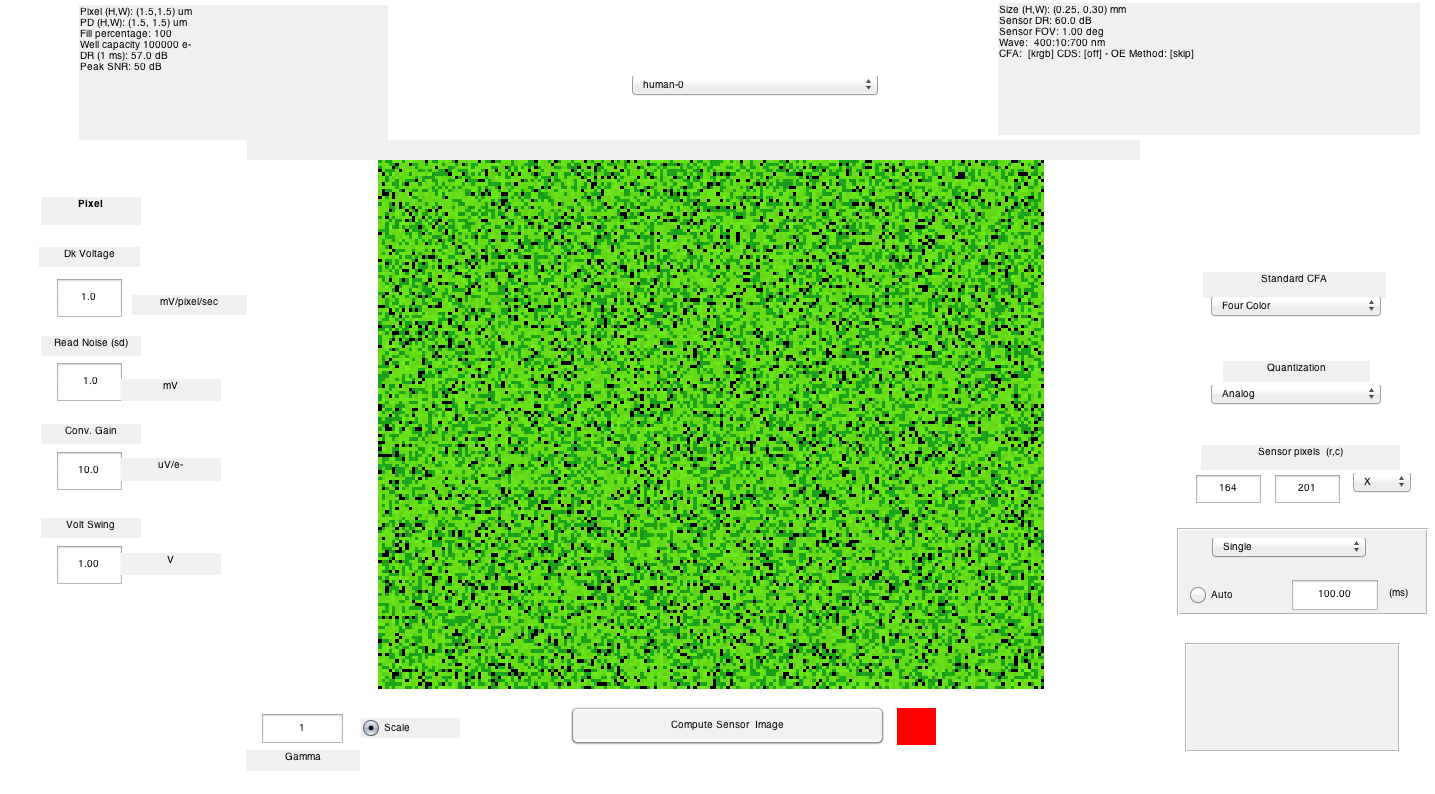 Pixel (H,W): (1.5,1.5) um
PD (H,W): (1.5, 1.5) um
Fill percentage: 100
Well capacity 100000 e-
DR (1 ms): 57.0 dB
Peak SNR: 50 dB
human-0
Size (H,W): (0.25, 0.30) mm
Sensor DR: 60.0 dB
Sensor FOV: 1.00 deg
Wave:  400:10:700 nm
CFA:  [krgb] CDS: [off] - OE Method: [skip]
Pixel
Dk Voltage
1.0
mV/pixel/sec
Read Noise (sd)
1.0
mV
Conv. Gain
10.0
uV/e-
Volt Swing
1.00
V
Standard CFA
Four Color
Quantization
Analog
Sensor pixels  (r,c)
164
201
X
Single
Auto
100.00
(ms)
1
Scale
Gamma
Compute Sensor  Image